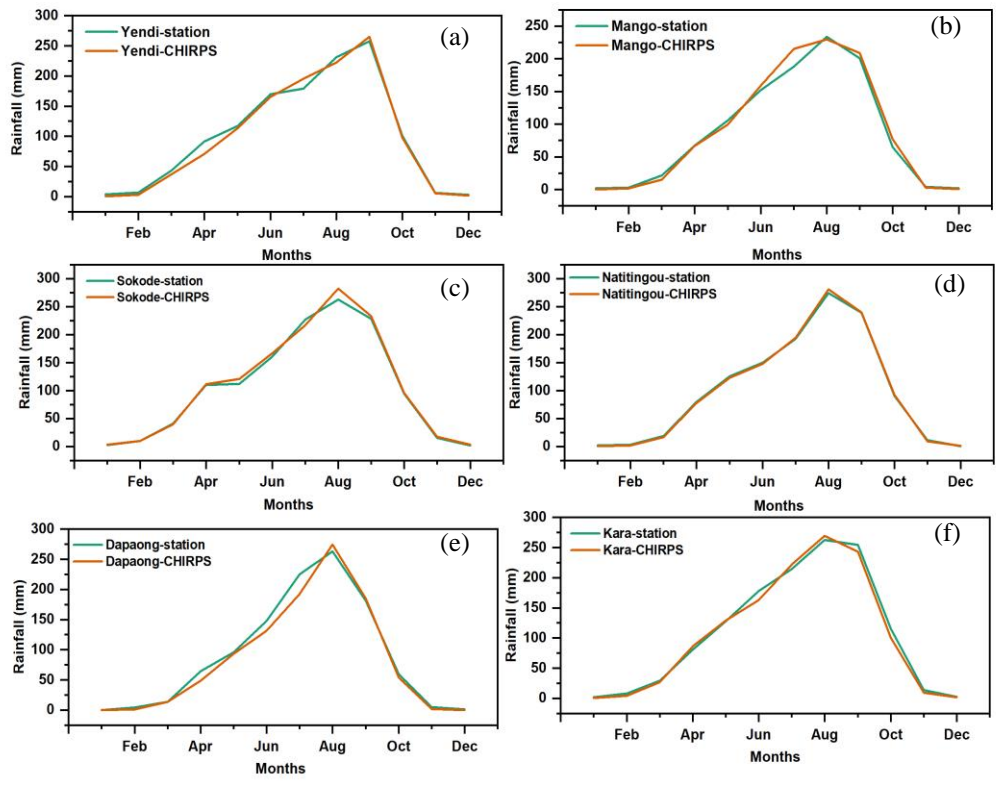 Yendi-station
Yendi-CHIRPS
(a)
300
250
200
150
100
50
0
Rainfall (mm)
Feb Apr Jun Aug Oct Dec
Months
Mango-station
Mango-CHIRPS
(b)
250
200
150
100
50
0
Rainfall (mm)
Feb Apr Jun Aug Oct Dec
Months
Sokode-station
Sokode-CHIRPS
(c)
300
250
200
150
100
50
0
Rainfall (mm)
Feb Apr Jun Aug Oct Dec
Months
Natitingou-station
Natitingou-CHIRPS
(d)
300
250
200
150
100
50
0
Rainfall (mm)
Feb Apr Jun Aug Oct Dec
Months
Dapaong-station
Dapaong-CHIRPS
(e)
300
250
200
150
100
50
0
Rainfall (mm)
Feb Apr Jun Aug Oct Dec
Months
Kara-station
Kara-CHIRPS
(f)
300
250
200
150
100
50
0
Rainfall (mm)
Feb Apr Jun Aug Oct Dec
Months